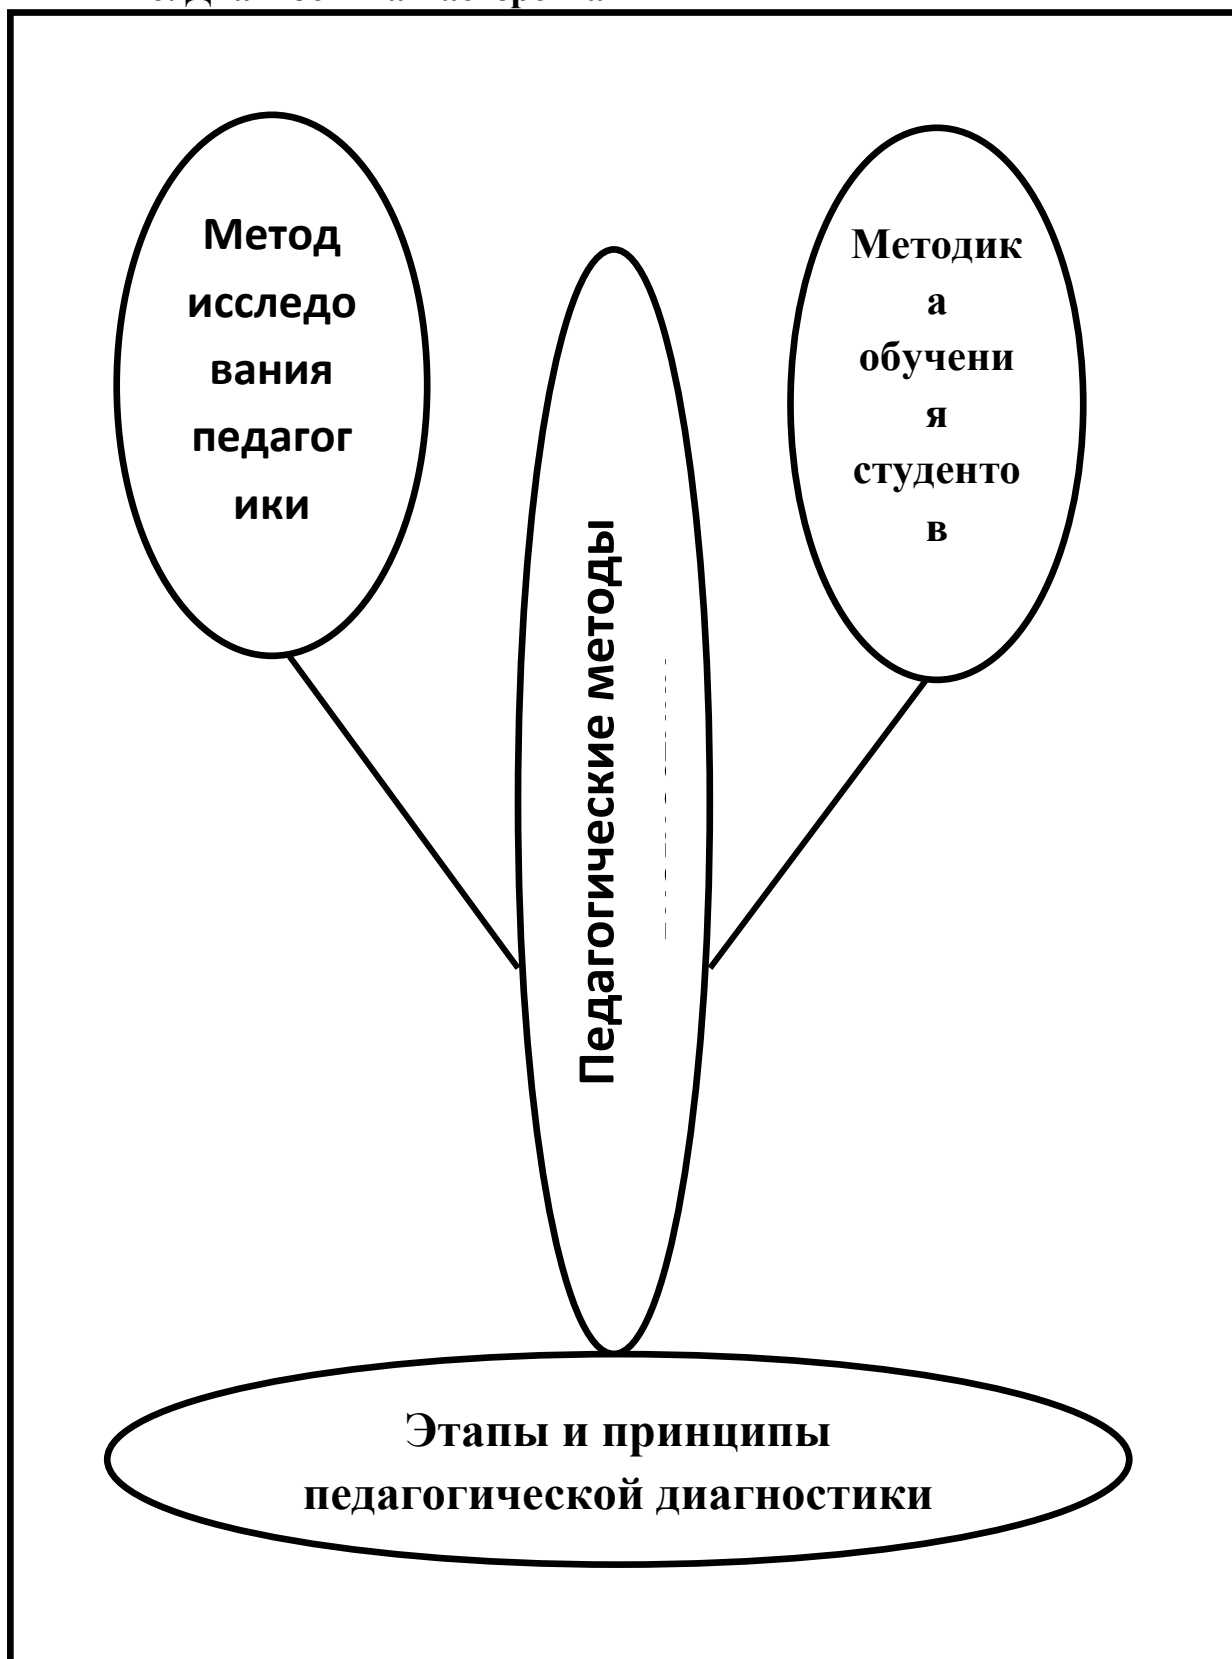 Метод
исследо
вания
педагог
ики
Методик
а
обучени
я
студенто
в
Педагогические методы
Этапы и принципы
педагогической диагностики